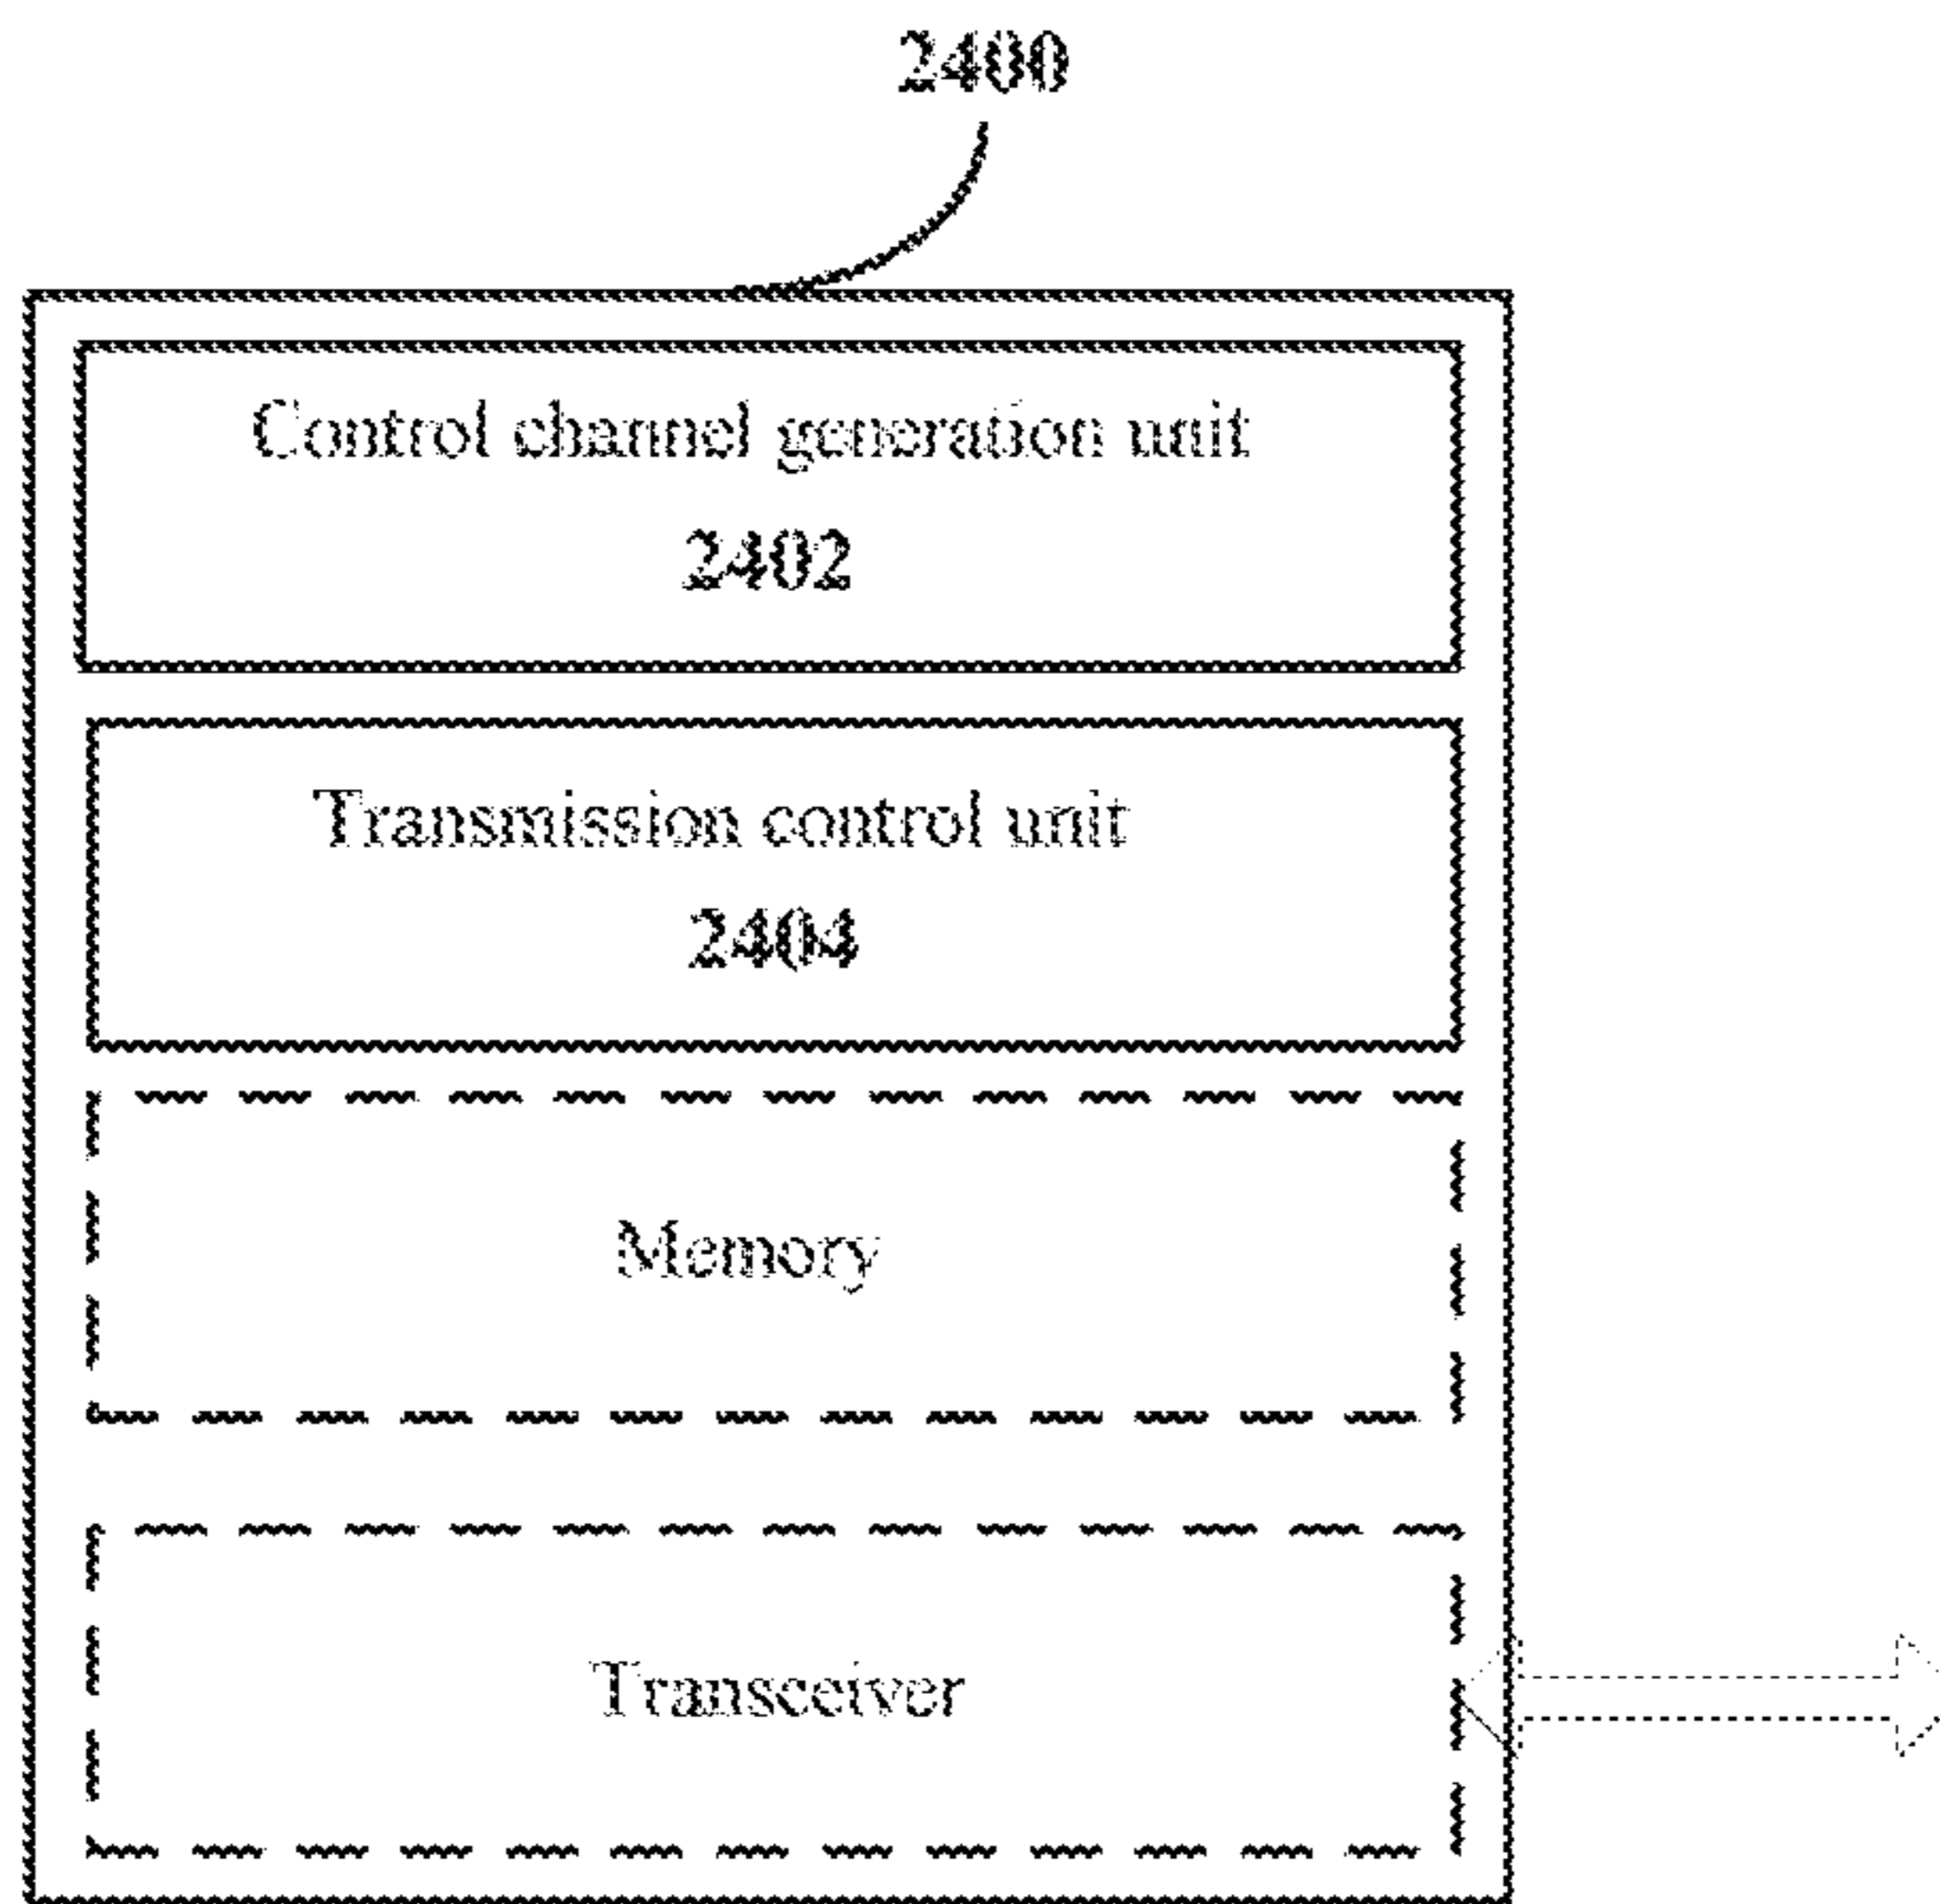 2400
Control channel generation unit
2402
Transmission control unit
2404
Memory
Transceiver